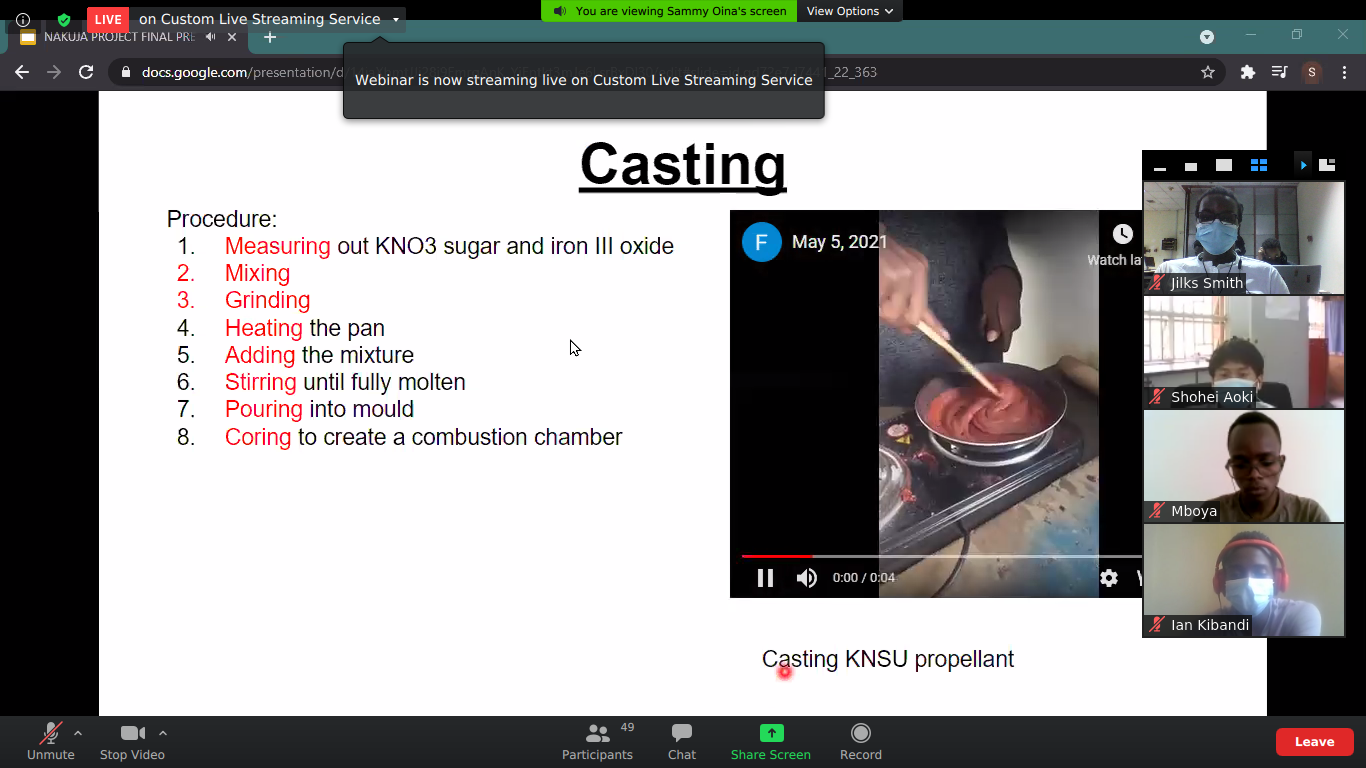 LIVE on Custom Live Streaming Service
You are viewing Sammy Oina's screen
View Options
NAKUJA PROJECT FINAL PRE
docs.google.com/presentation/d
_22_363
S
Webinar is now streaming live on Custom Live Streaming Service
Casting
Procedure:
1. Measuring out KNO3 sugar and iron III oxide
2. Mixing
3. Grinding
4. Heating the pan
5. Adding the mixture
6. Stirring until fully molten
7. Pouring into mould
8. Coring to create a combustion chamber
F
May 5, 2021
Watch la
0:00 / 0:04
Casting KNSU propellant
Jilks Smith
Shohei Aoki
Mboya
Ian Kibandi
Unmute
Stop Video
Participants
49
Chat
Share Screen
Record
Leave